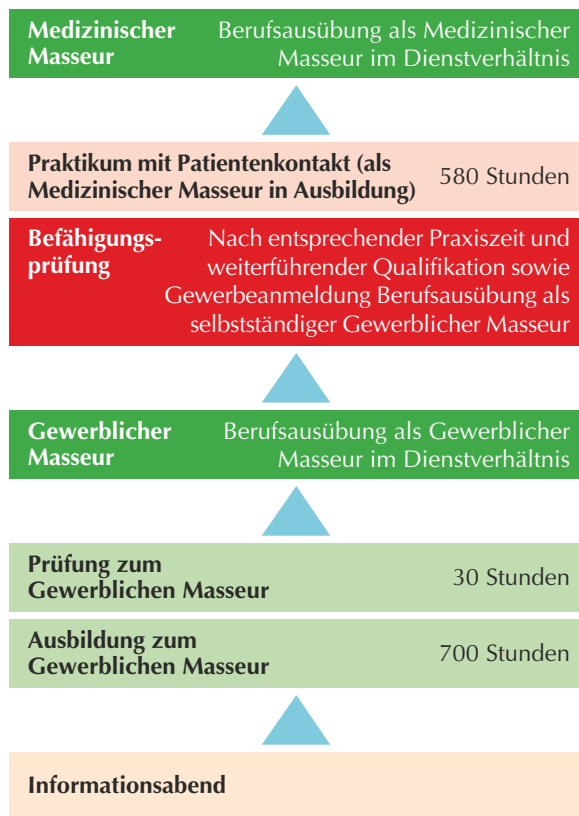 Medizinischer Berufsausübung als Medizinischer
Masseur Masseur im Dienstverhältnis
Praktikum mit Patientenkontakt (als
Medizinischer Masseur in Ausbildung) 580 Stunden
Befähigungs- Nach entsprechender Praxiszeit und
prüfung weiterführender Qualifikation sowie
Gewerbeanmeldung Berufsausübung als
selbstständiger Gewerblicher Masseur
Gewerblicher Berufsausübung als Gewerblicher
Masseur Masseur im Dienstverhältnis
Prüfung zum
Gewerblichen Masseur 30 Stunden
Ausbildung zum
Gewerblichen Masseur 700 Stunden
Informationsabend